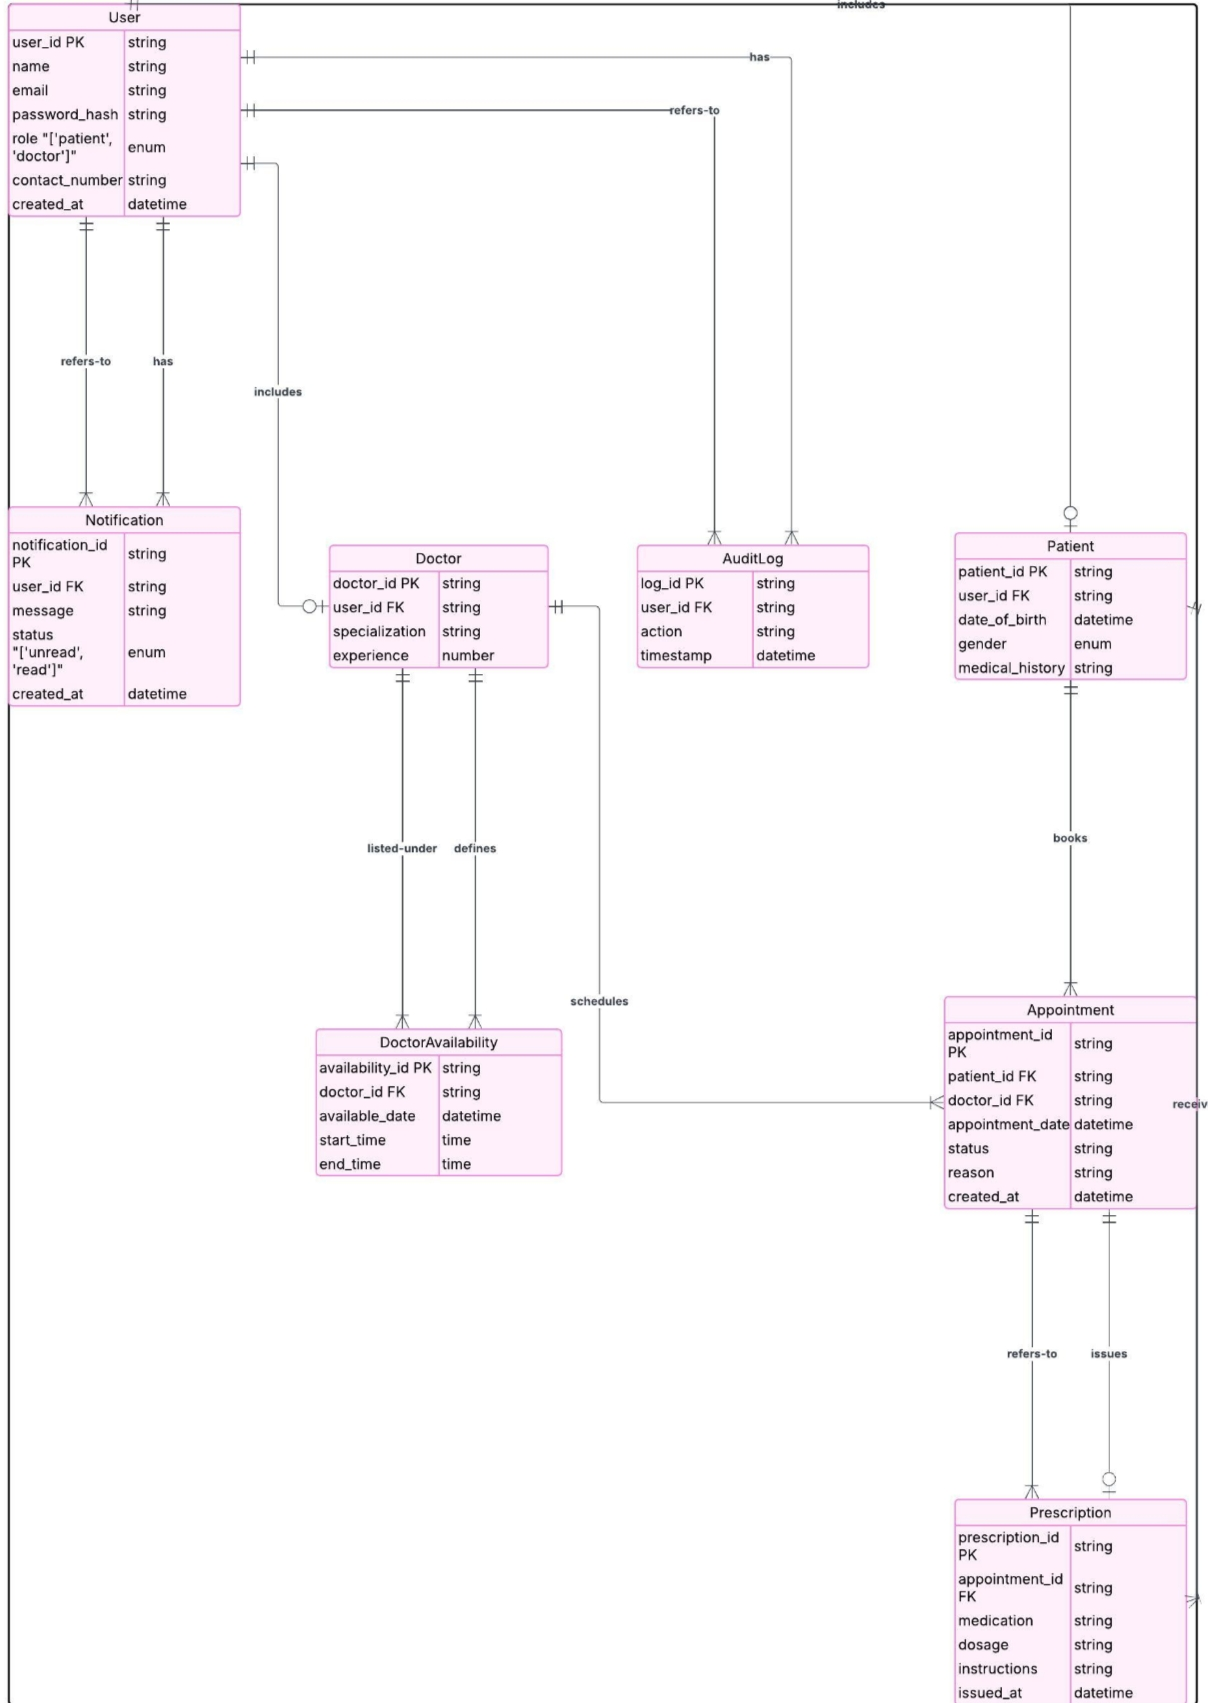 includes
User
user_id PK string
name string
email string
password_hash string
role "['patient',
'doctor']" enum
contact_number string
created_at datetime
has
refers-to
refers-to has
includes
Notification
notification_id
PK string
user_id FK string
message string
status
"['unread',
'read']" enum
created_at datetime
Doctor
doctor_id PK string
user_id FK string
specialization string
experience number
AuditLog
log_id PK string
user_id FK string
action string
timestamp datetime
Patient
patient_id PK string
user_id FK string
date_of_birth datetime
gender enum
medical_history string
books
listed-under defines
schedules
DoctorAvailability
availability_id PK string
doctor_id FK string
available_date datetime
start_time time
end_time time
Appointment
appointment_id
PK string
patient_id FK string
doctor_id FK string
appointment_date datetime
status string
reason string
created_at datetime
receiv
refers-to issues
Prescription
prescription_id
PK string
appointment_id
FK string
medication string
dosage string
instructions string
issued_at datetime